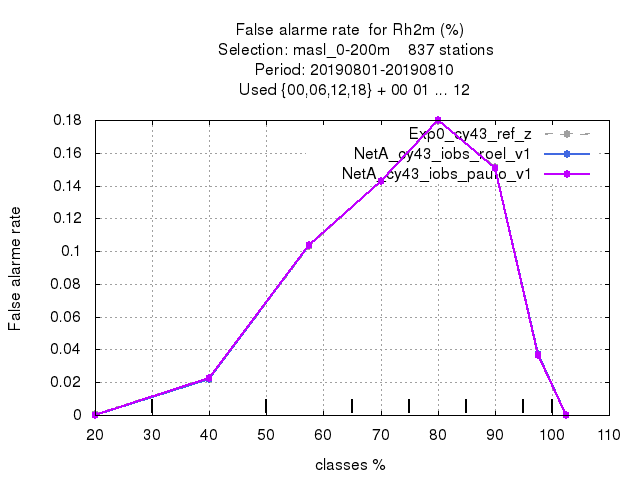 False alarme rate  for Rh2m (%)
Selection: masl_0-200m    837 stations
Period: 20190801-20190810
Used {00,06,12,18} + 00 01 ... 12
Exp0_cy43_ref_z
NetA_cy43_iobs_roel_v1
NetA_cy43_iobs_paulo_v1
False alarme rate
0.18
0.16
0.14
0.12
0.1
0.08
0.06
0.04
0.02
0
20 30 40 50 60 70 80 90 100 110
classes %